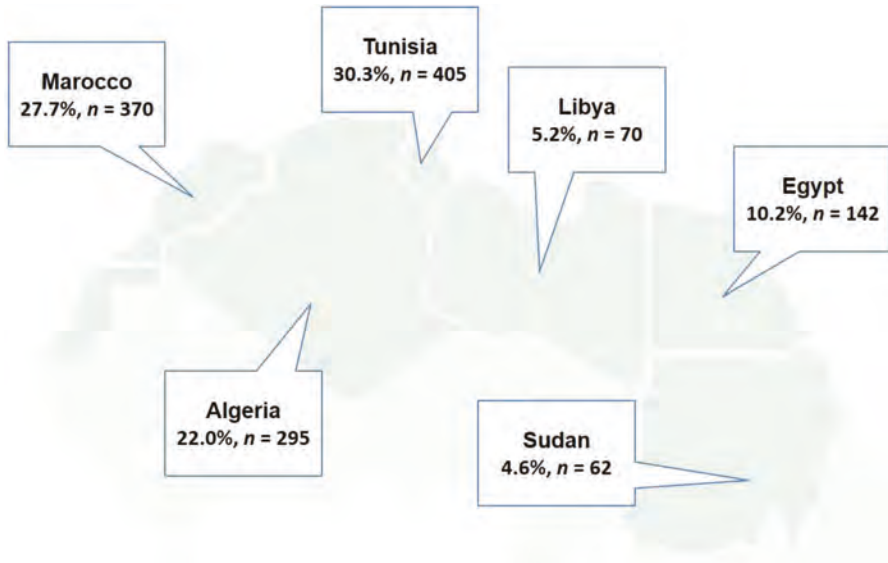 Tunisia
30.3%, n = 405
Marocco
27.7%, n = 370
Libya
5.2%, n = 70
Egypt
10.2%, n = 142
Algeria
22.0%, n = 295
Sudan
4.6%, n = 62